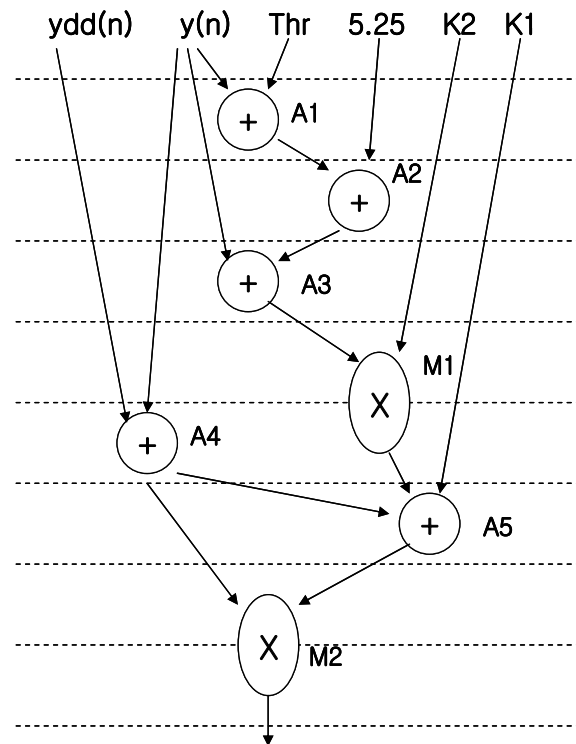 ydd(n) y(n) Thr 5.25 K2 K1
+ A1
+ A2
+ A3
X M1
+ A4
+ A5
X M2